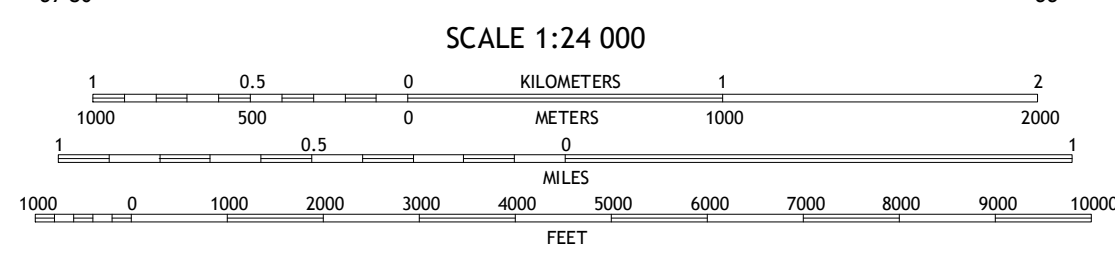 SCALE 1:24 000
1 0.5 0 KILOMETERS 1 2
1000 500 0 METERS 1000 2000
1 0.5 0 1
MILES
1000 0 1000 2000 3000 4000 5000 6000 7000 8000 9000 10000
FEET